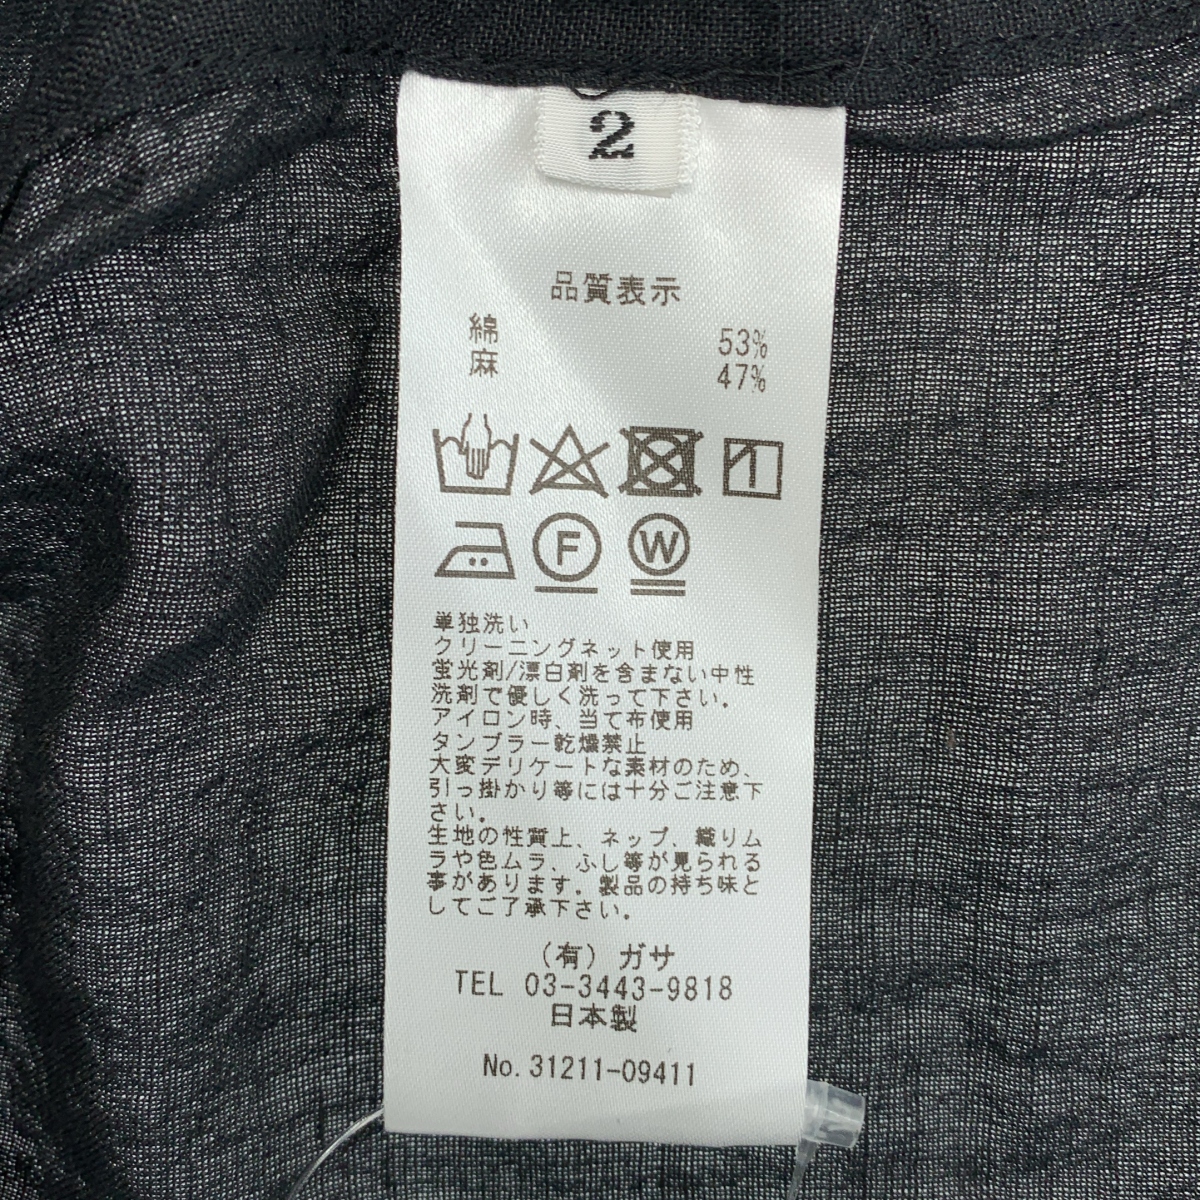 2
品質表示
綿 53%
麻 47%
F W
単独洗い
クリーニングネット使用
蛍光剤/漂白剤を含まない中性
洗剤で優しく洗って下さい。
アイロン時、当て布使用
タンブラー乾燥禁止
大変デリケートな素材のため、
引っ掛かり等には十分ご注意下
さい。
生地の性質上、ネップ、織りム
ラや色ムラ、ふし等が見られる
事があります。製品の持ち味と
してご了承下さい。
(有) ガサ
TEL 03-3443-9818
日本製
No. 31211-09411